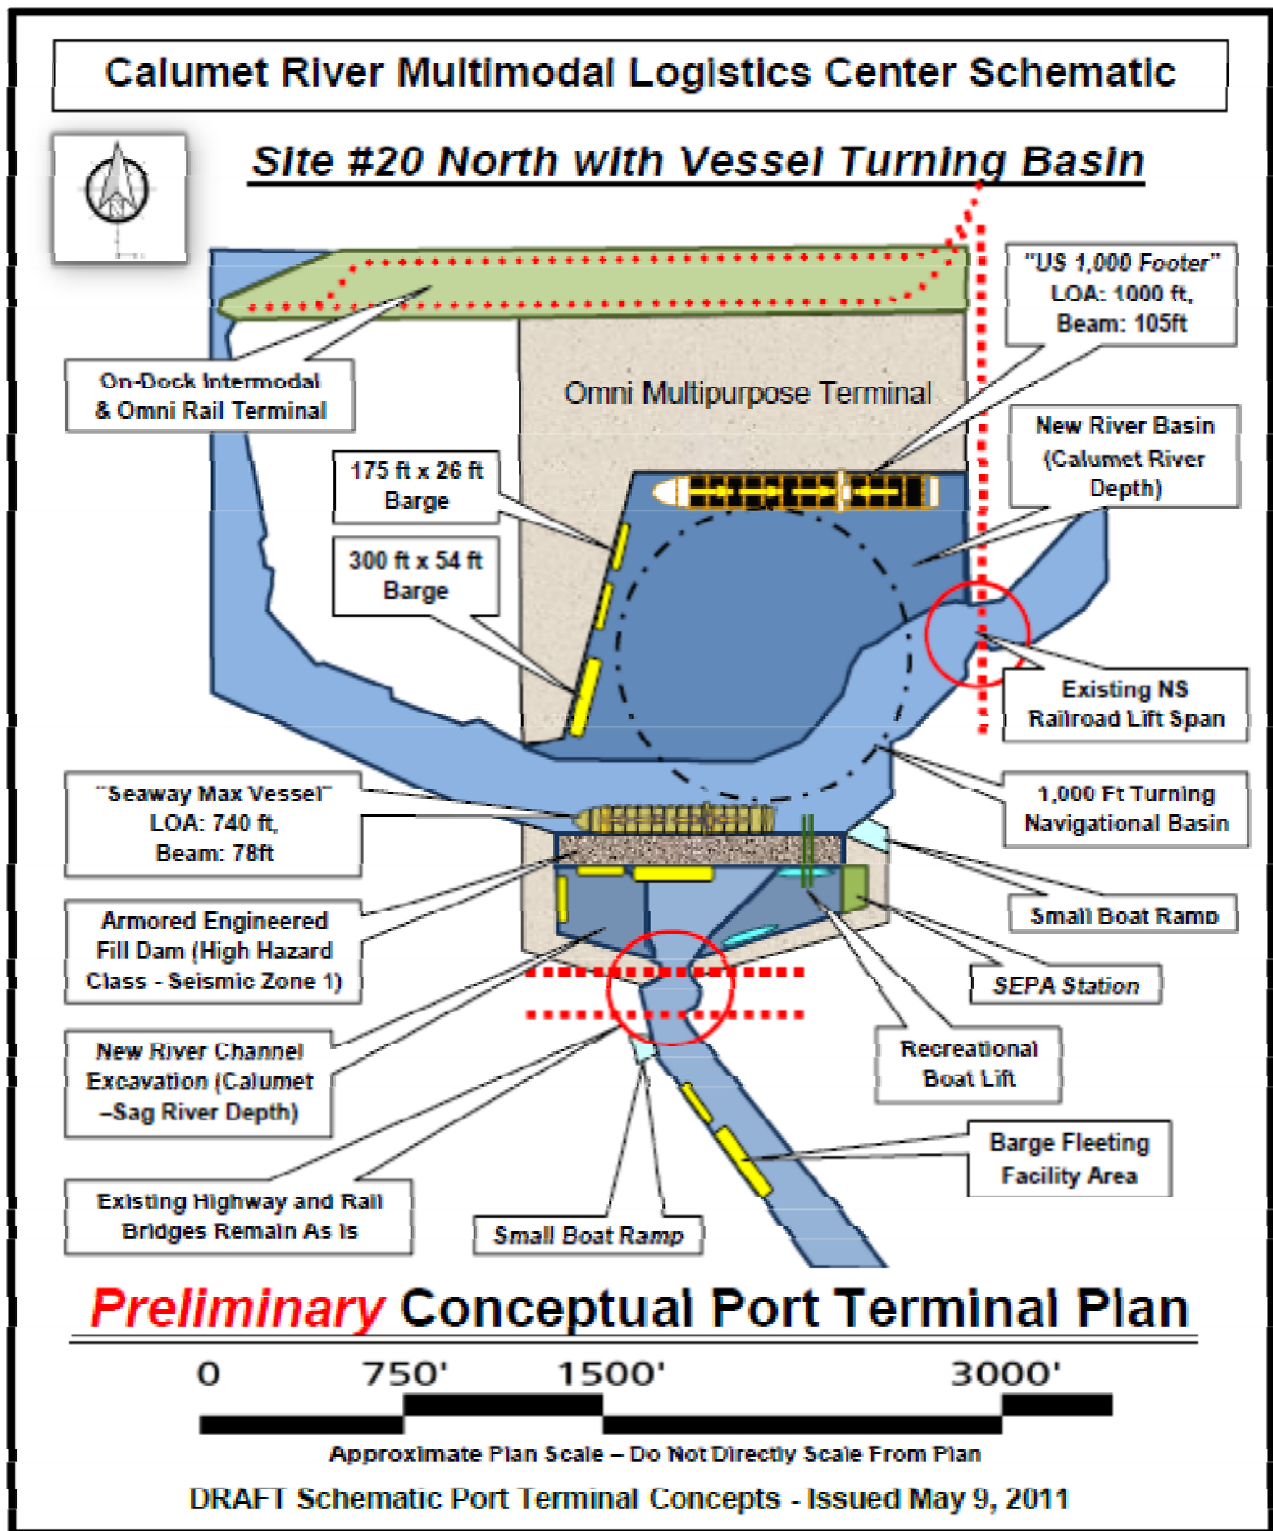 Calumet River Multimodal Logistics Center Schematic
Site #20 North with Vessel Turning Basin
N
"US 1,000 Footer"
LOA: 1000 ft,
Beam: 105ft
On-Dock Intermodal
& Omni Rail Terminal
Omni Multipurpose Terminal
New River Basin
(Calumet River
Depth)
175 ft x 26 ft
Barge
300 ft x 54 ft
Barge
Existing NS
Railroad Lift Span
"Seaway Max Vessel"
LOA: 740 ft,
Beam: 78ft
1,000 Ft Turning
Navigational Basin
Small Boat Ramp
Armored Engineered
Fill Dam (High Hazard
Class - Seismic Zone 1)
SEPA Station
New River Channel
Excavation (Calumet
–Sag River Depth)
Recreational
Boat Lift
Barge Fleeting
Facility Area
Existing Highway and Rail
Bridges Remain As Is
Small Boat Ramp
Preliminary Conceptual Port Terminal Plan
0 750' 1500' 3000'
Approximate Plan Scale – Do Not Directly Scale From Plan
DRAFT Schematic Port Terminal Concepts - Issued May 9, 2011